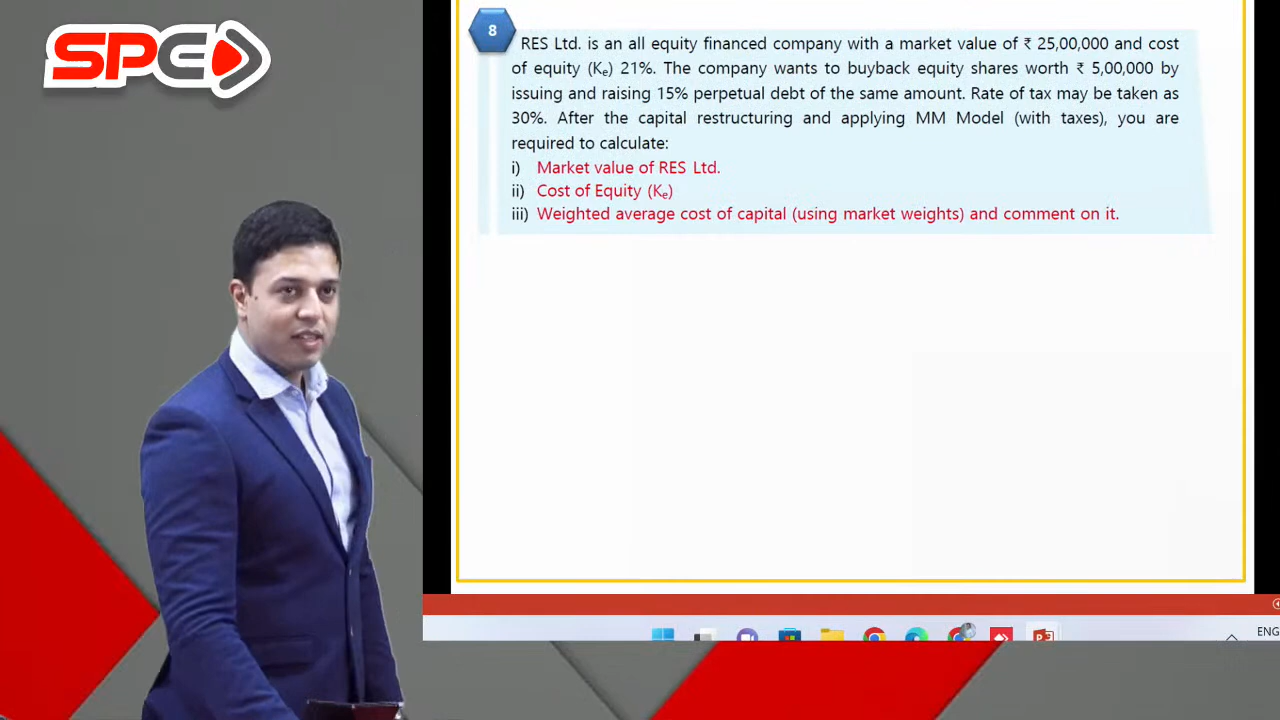 SPED
8
RES Ltd. is an all equity financed company with a market value of ₹ 25,00,000 and cost
of equity (Kₑ) 21%. The company wants to buyback equity shares worth ₹ 5,00,000 by
issuing and raising 15% perpetual debt of the same amount. Rate of tax may be taken as
30%. After the capital restructuring and applying MM Model (with taxes), you are
required to calculate:
i) Market value of RES Ltd.
ii) Cost of Equity (Kₑ)
iii) Weighted average cost of capital (using market weights) and comment on it.
ENG